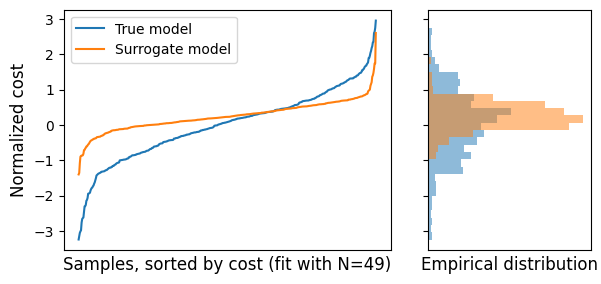 True model
Surrogate model
Normalized cost
3
2
1
0
−1
−2
−3
Samples, sorted by cost (fit with N=49)
Empirical distribution